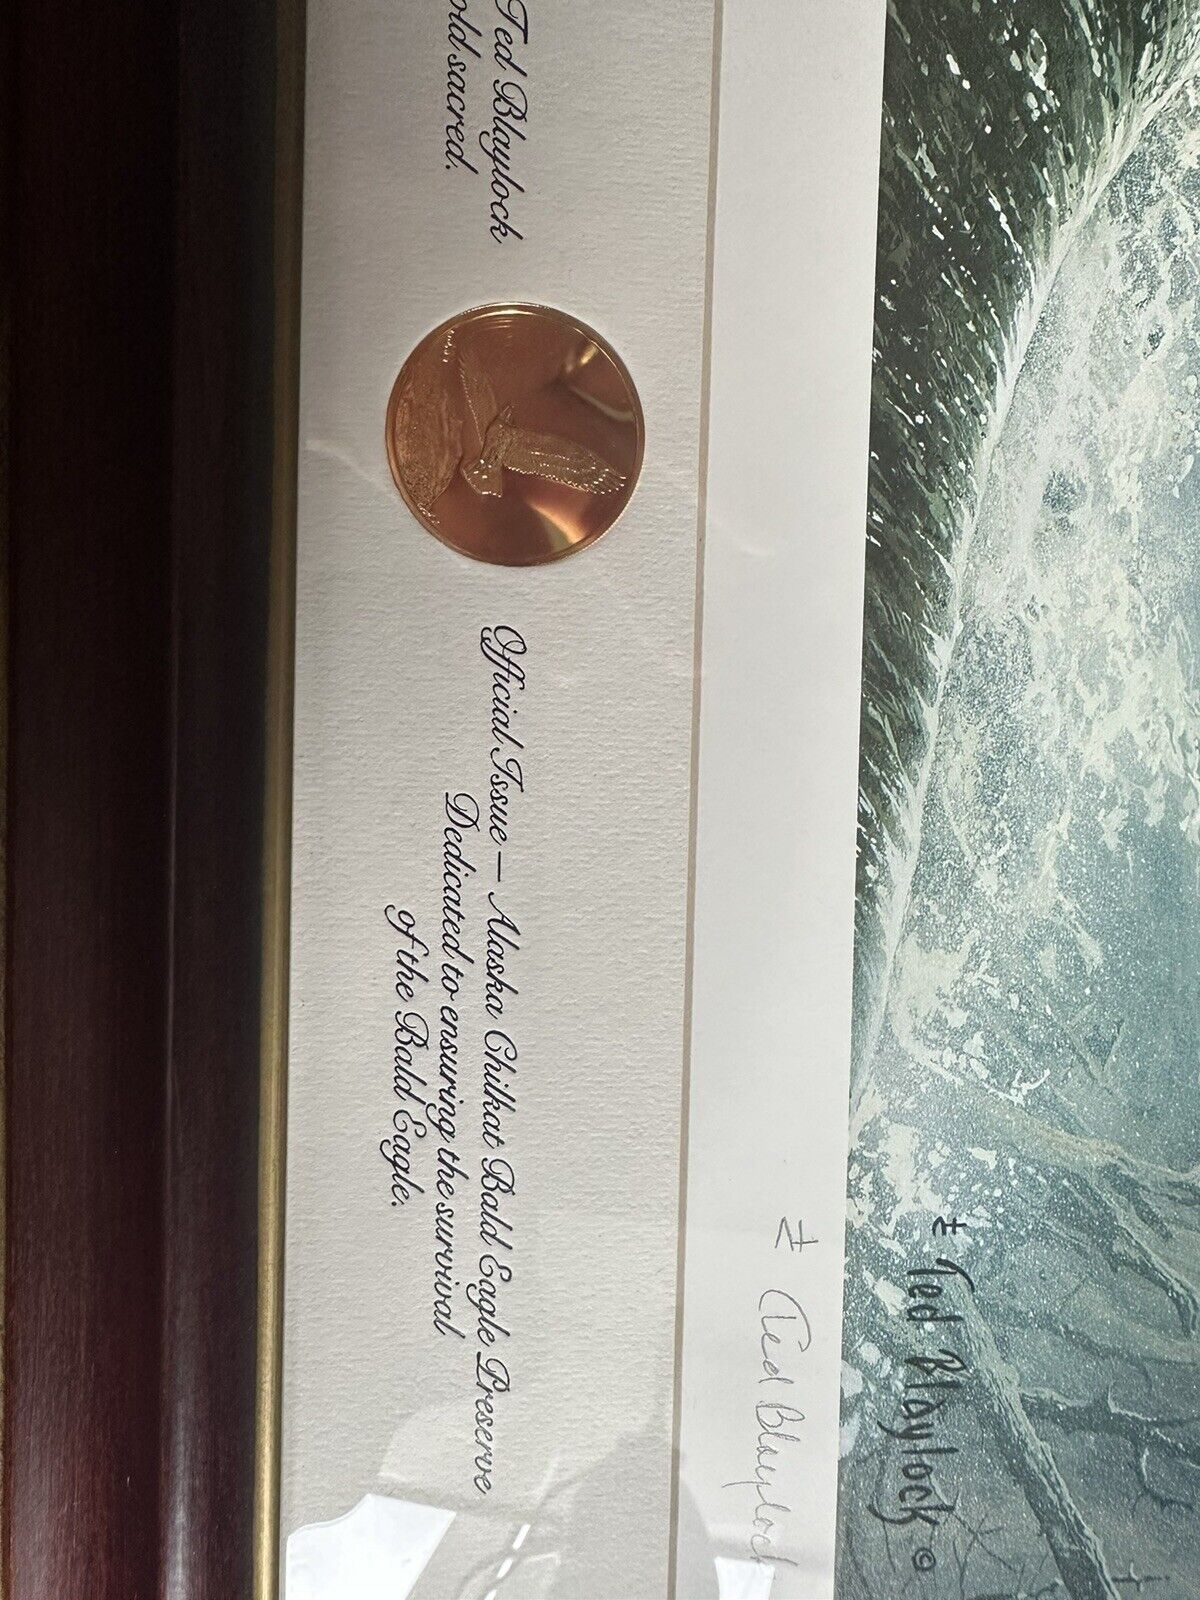 Ted Blaylock
old sacred.
Official Issue — Alaska Chilkat Bald Eagle Preserve
Dedicated to ensuring the survival
of the Bald Eagle.
Ted Blaylock
Ted Blaylock ©